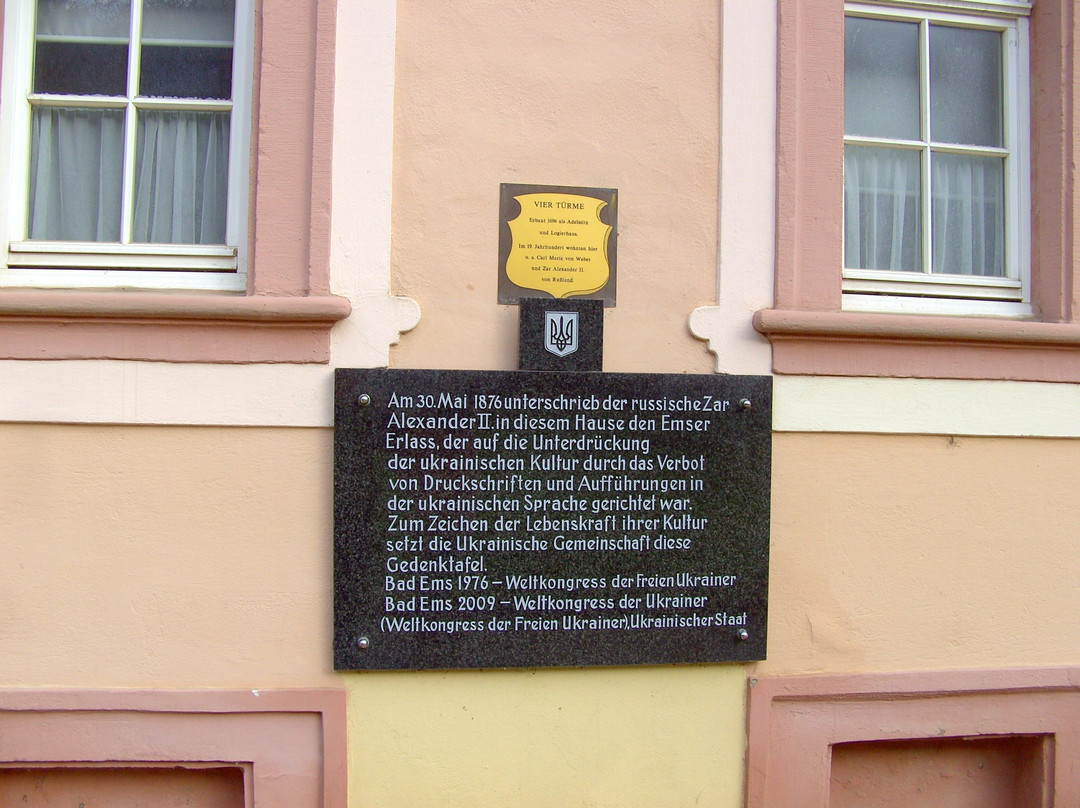 VIER TÜRME
Erbaut 1696 als Adelssitz
und Logierhaus.
Im 19. Jahrhundert wohnten hier
u. a. Carl Maria von Weber
und Zar Alexander II.
von Rußland.
Am 30. Mai 1876 unterschrieb der russische Zar
Alexander II. in diesem Hause den Emser
Erlass, der auf die Unterdrückung
der ukrainischen Kultur durch das Verbot
von Druckschriften und Aufführungen in
der ukrainischen Sprache gerichtet war.
Zum Zeichen der Lebenskraft ihrer Kultur
setzt die Ukrainische Gemeinschaft diese
Gedenktafel.
Bad Ems 1976 – Weltkongress der Freien Ukrainer
Bad Ems 2009 – Weltkongress der Ukrainer
(Weltkongress der Freien Ukrainer), Ukrainischer Staat